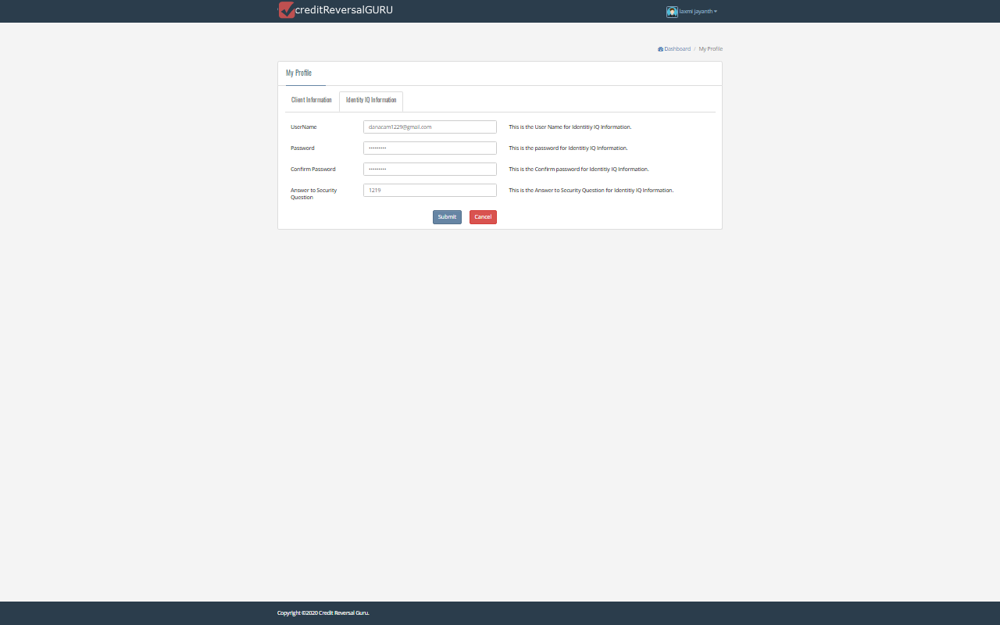 creditReversalGURU
laxmi jayanth
Dashboard / My Profile
My Profile
Client Information
Identity IQ Information
UserName
danacam1229@gmail.com
This is the User Name for Identitiy IQ Information.
Password
•••••••••
This is the password for Identitiy IQ Information.
Confirm Password
•••••••••
This is the Confirm password for Identitiy IQ Information.
Answer to Security
Question
1219
This is the Answer to Security Question for Identitiy IQ Information.
Submit
Cancel
Copyright ©2020 Credit Reversal Guru.